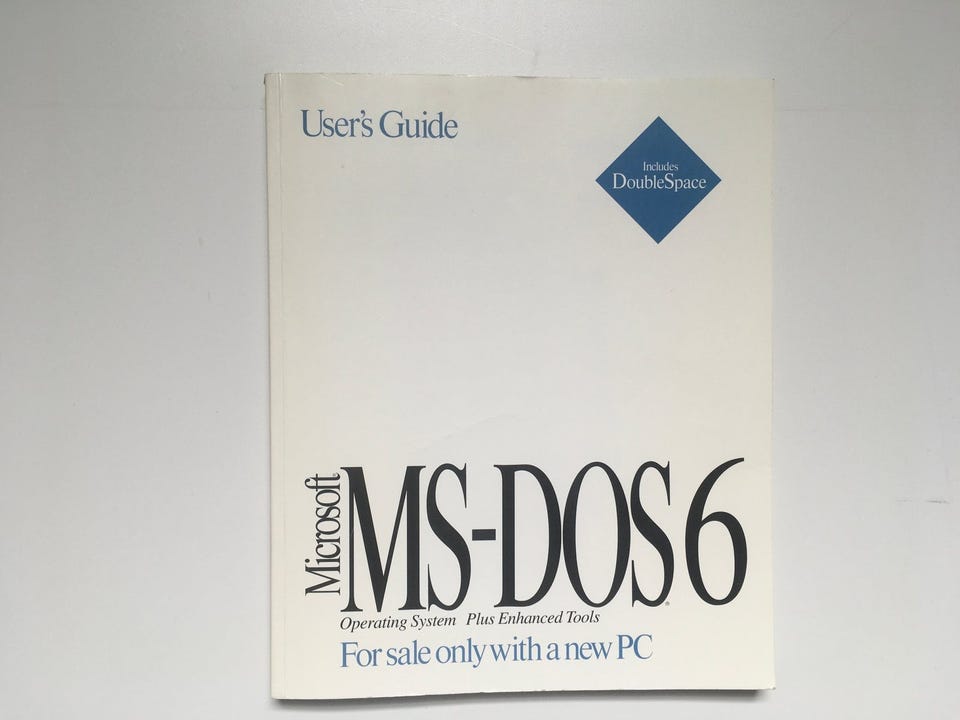 User's Guide
Includes
DoubleSpace
Microsoft®
MS-DOS® 6
Operating System Plus Enhanced Tools
For sale only with a new PC